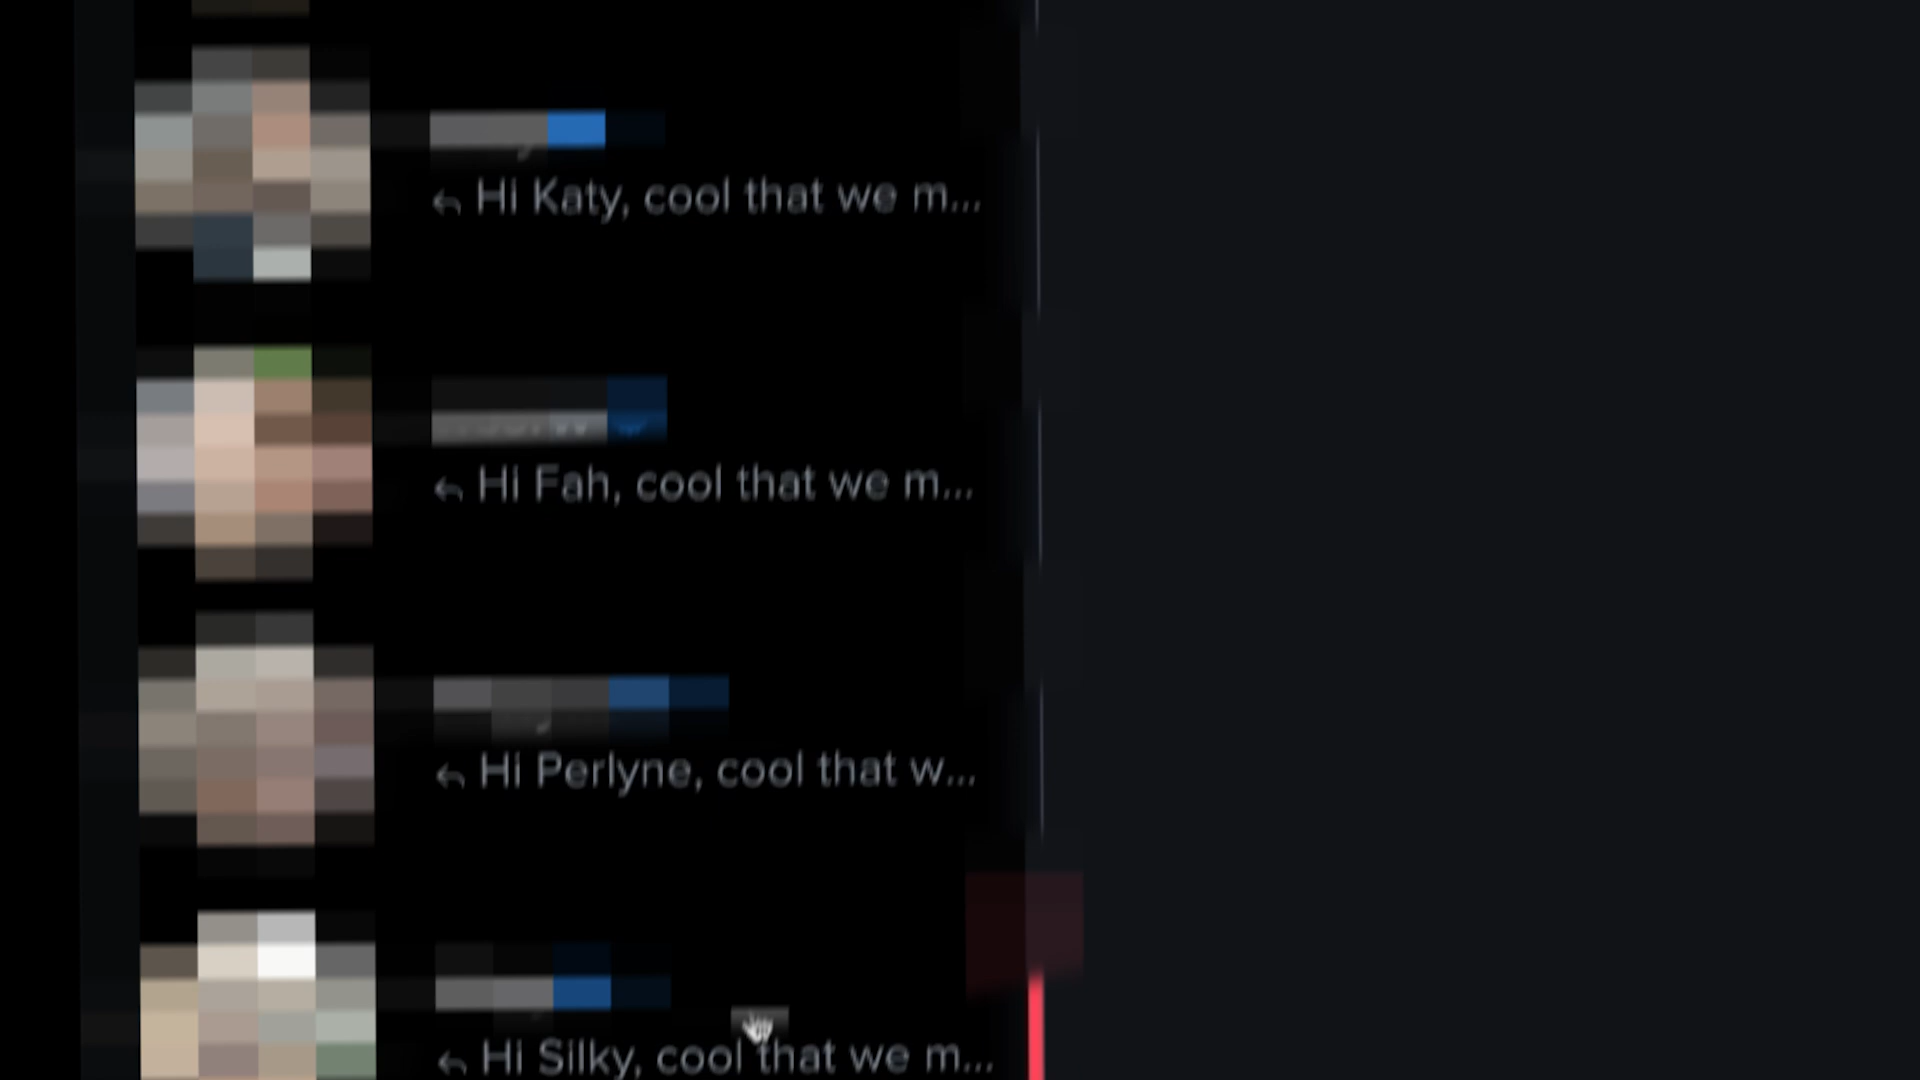 Hi Katy, cool that we m...
Hi Fah, cool that we m...
Hi Perlyne, cool that w...
Hi Silky, cool that we m...